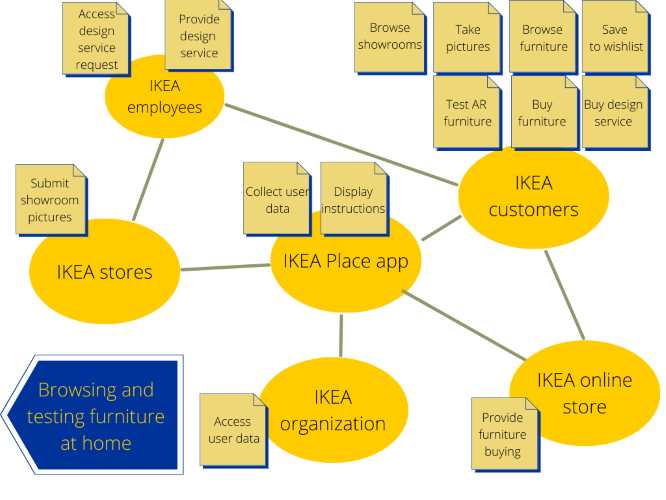 Access
design
service
request
Provide
design
service
IKEA
employees
Browse
showrooms
Take
pictures
Browse
furniture
Save
to wishlist
Test AR
furniture
Buy
furniture
Buy design
service
IKEA
customers
Submit
showroom
pictures
IKEA stores
Collect user
data
Display
instructions
IKEA Place app
Browsing and
testing furniture
at home
Access
user data
IKEA
organization
IKEA online
store
Provide
furniture
buying